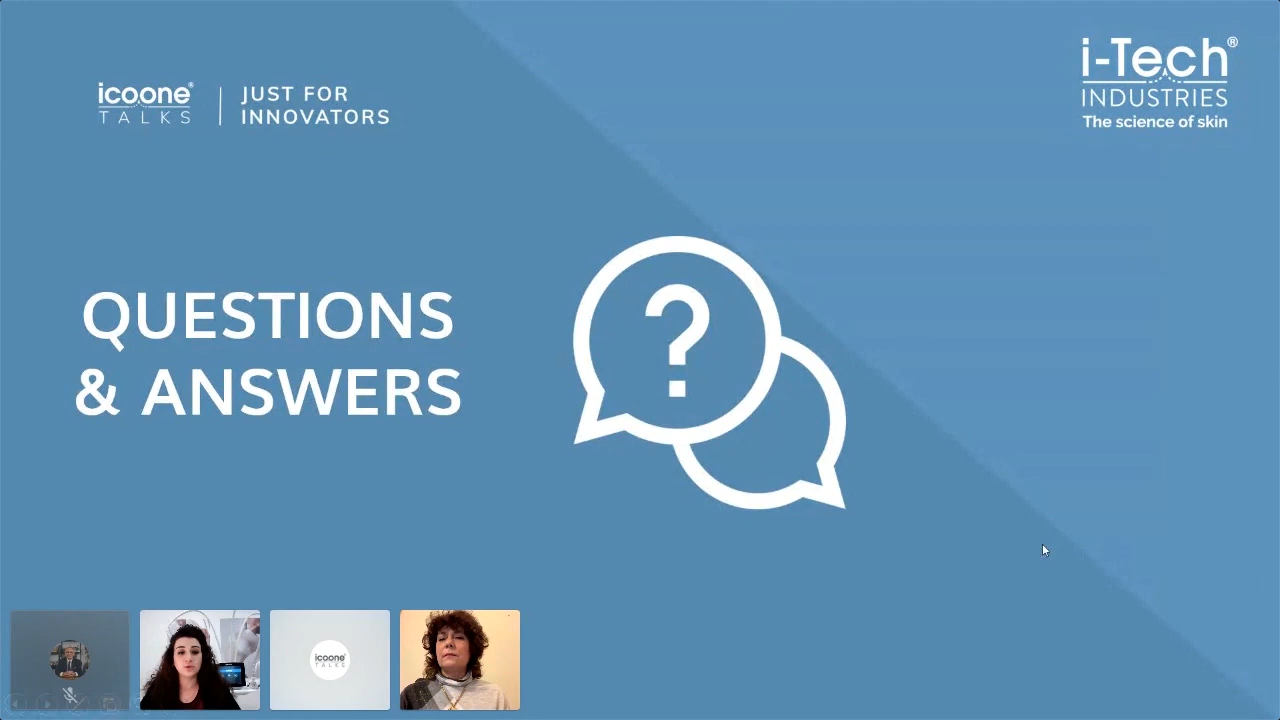 icoone®
TALKS
JUST FOR
INNOVATORS
i-Tech®
INDUSTRIES
The science of skin
QUESTIONS
& ANSWERS
?
icoone
TALKS